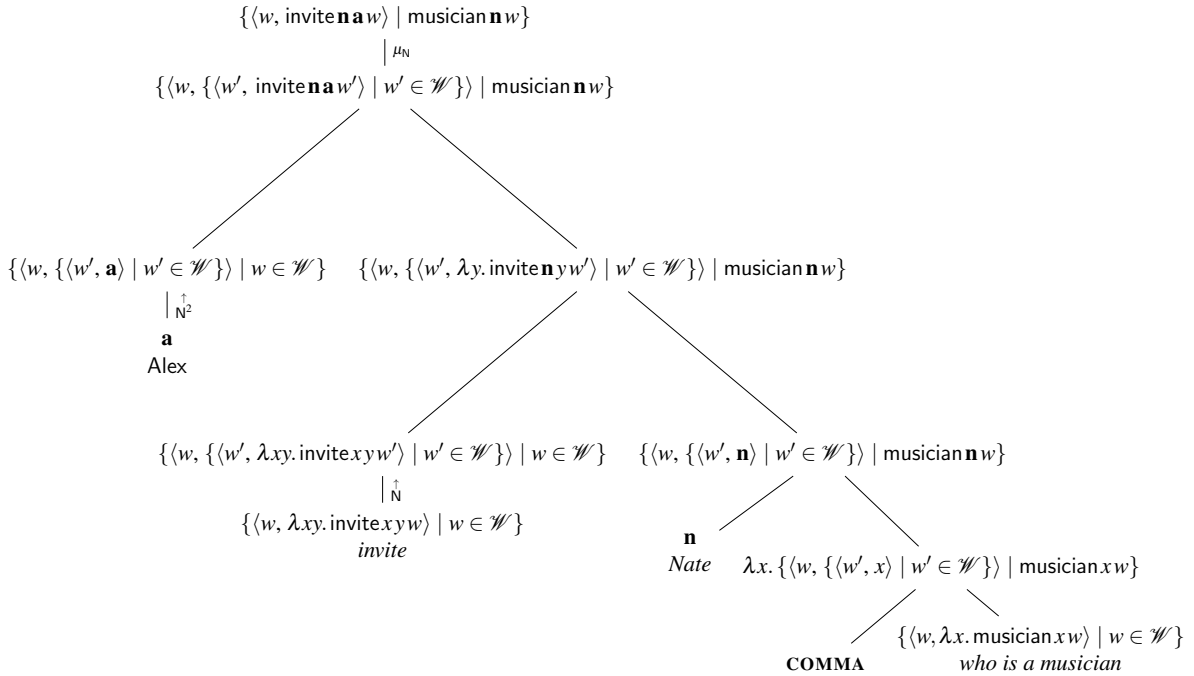 {⟨w, invite n a w⟩ | musician n w}
μ_N
{⟨w, {⟨w′, invite n a w′⟩ | w′ ∈ 𝒲}⟩ | musician n w}
{⟨w, {⟨w′, a⟩ | w′ ∈ 𝒲}⟩ | w ∈ 𝒲} {⟨w, {⟨w′, λy. invite n y w′⟩ | w′ ∈ 𝒲}⟩ | musician n w}
↑
N²
a
Alex
{⟨w, {⟨w′, λxy. invite x y w′⟩ | w′ ∈ 𝒲}⟩ | w ∈ 𝒲} {⟨w, {⟨w′, n⟩ | w′ ∈ 𝒲}⟩ | musician n w}
↑
N
{⟨w, λxy. invite x y w⟩ | w ∈ 𝒲}
invite
n
Nate
λx. {⟨w, {⟨w′, x⟩ | w′ ∈ 𝒲}⟩ | musician x w}
COMMA
{⟨w, λx. musician x w⟩ | w ∈ 𝒲}
who is a musician